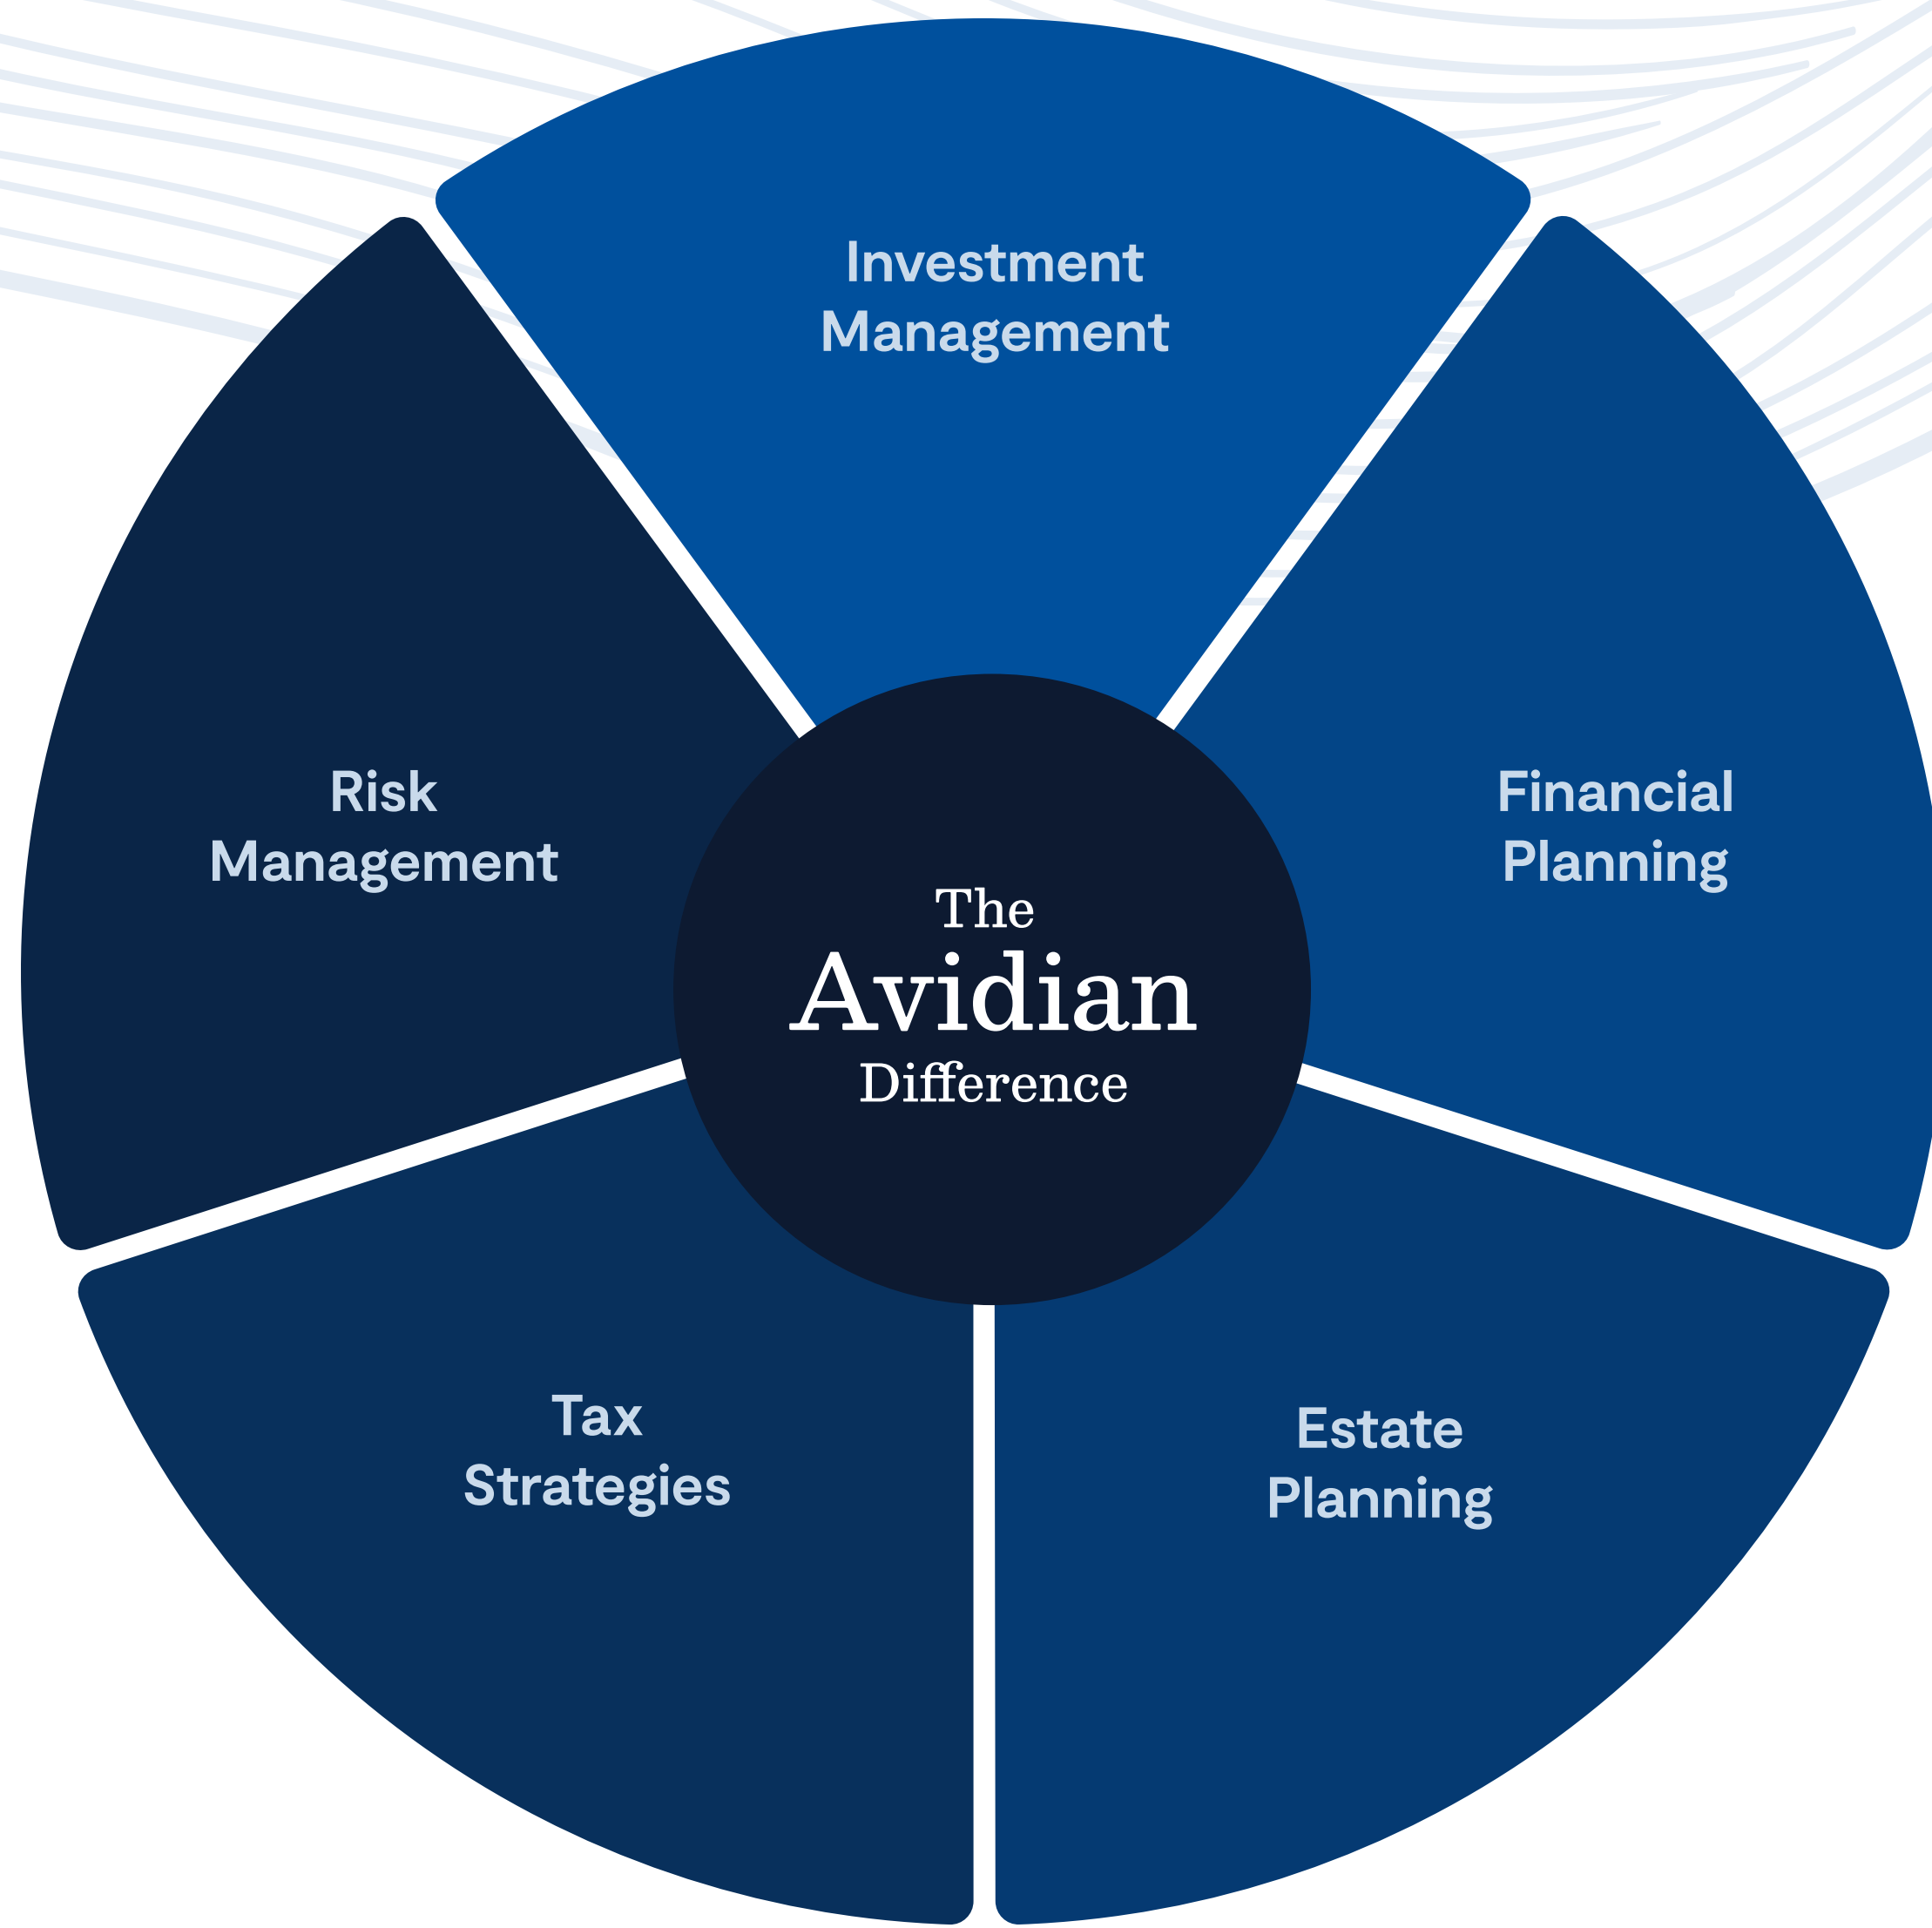 Investment
Management
Financial
Planning
Estate
Planning
Tax
Strategies
Risk
Management
The
Avidian
Difference